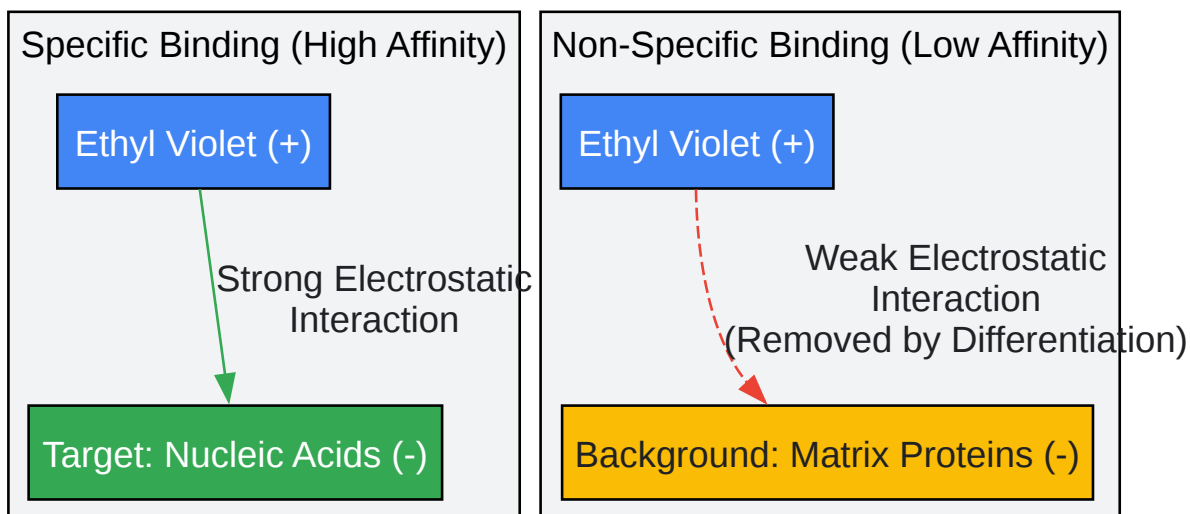 Specific Binding (High Affinity)
Ethyl Violet (+)
Strong Electrostatic
Interaction
Target: Nucleic Acids (-)
Non-Specific Binding (Low Affinity)
Ethyl Violet (+)
Weak Electrostatic
Interaction
(Removed by Differentiation)
Background: Matrix Proteins (-)